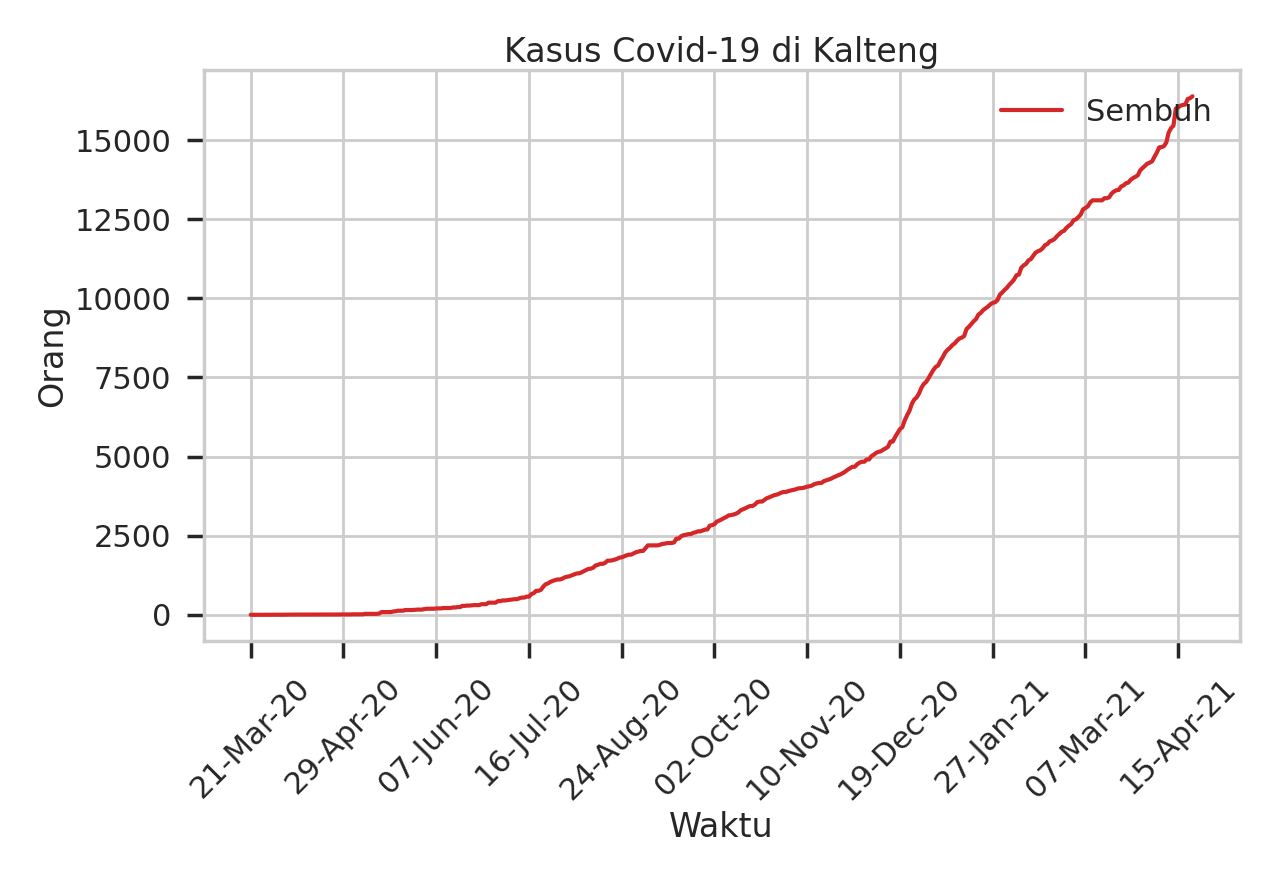 Kasus Covid-19 di Kalteng
Sembuh
Orang
15000
12500
10000
7500
5000
2500
0
21-Mar-20
29-Apr-20
07-Jun-20
16-Jul-20
24-Aug-20
02-Oct-20
10-Nov-20
19-Dec-20
27-Jan-21
07-Mar-21
15-Apr-21
Waktu